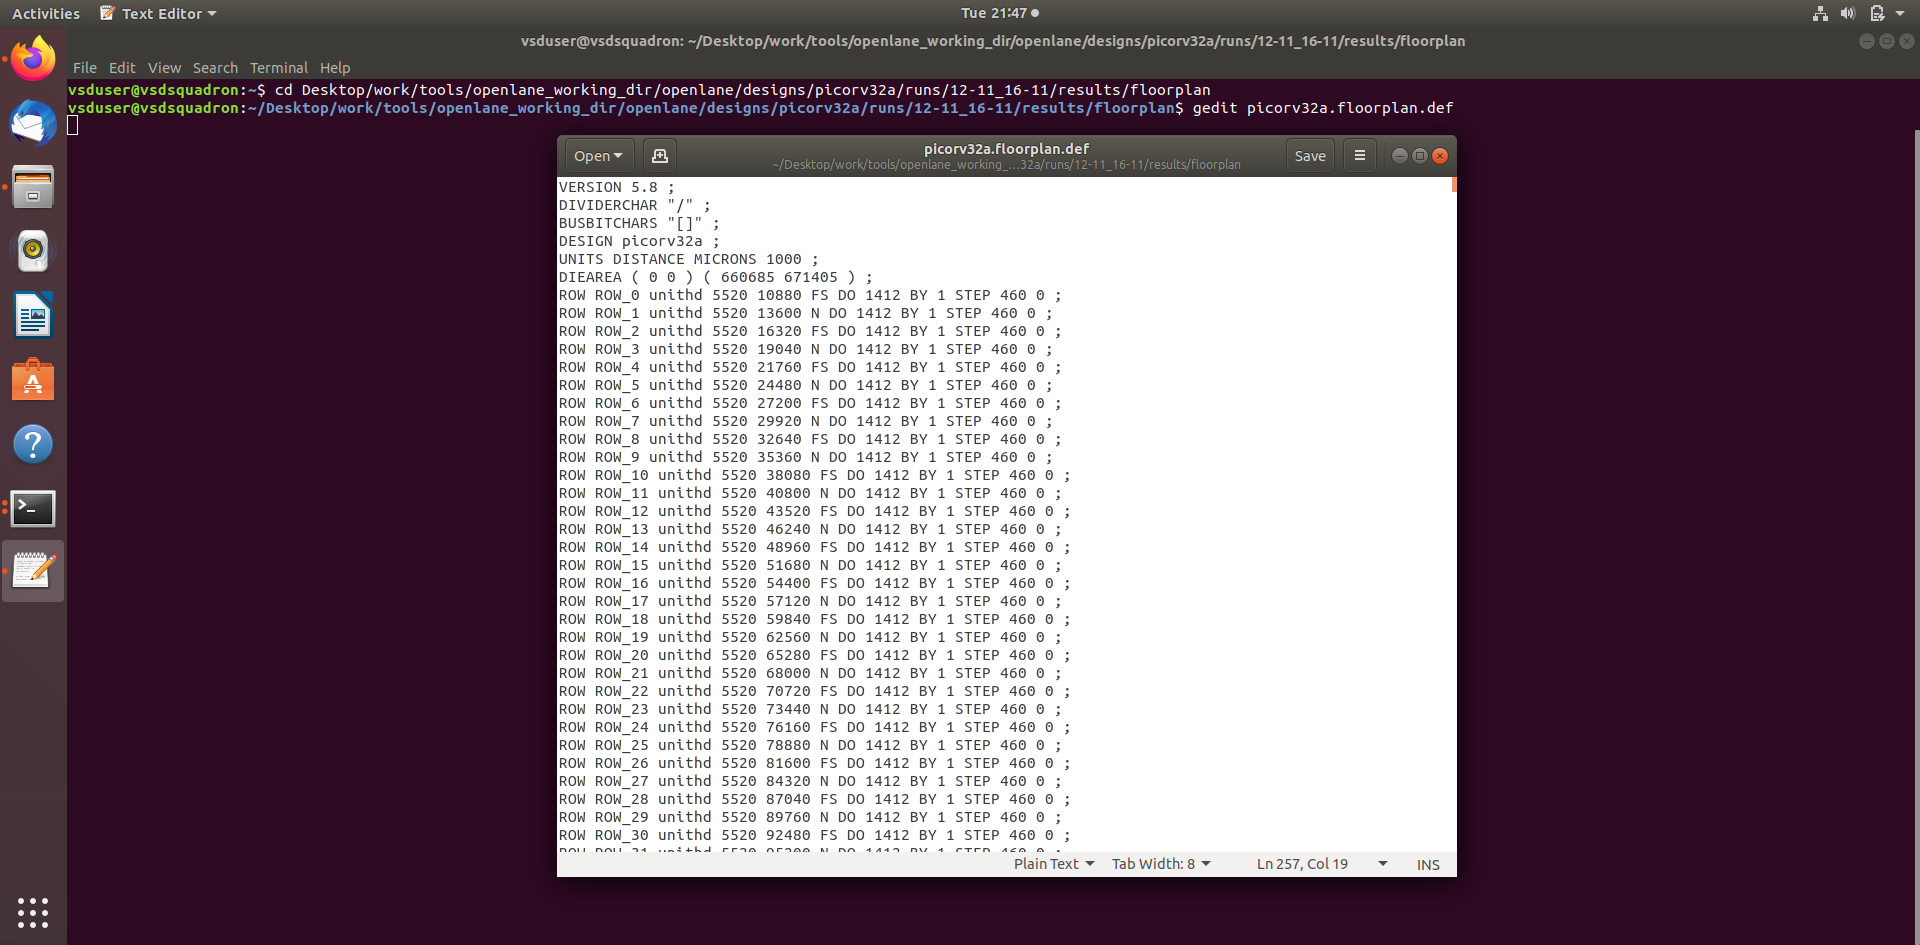 Activities
Text Editor
Tue 21:47
vsduser@vsdsquadron: ~/Desktop/work/tools/openlane_working_dir/openlane/designs/picorv32a/runs/12-11_16-11/results/floorplan
File Edit View Search Terminal Help
vsduser@vsdsquadron:~$ cd Desktop/work/tools/openlane_working_dir/openlane/designs/picorv32a/runs/12-11_16-11/results/floorplan
vsduser@vsdsquadron:~/Desktop/work/tools/openlane_working_dir/openlane/designs/picorv32a/runs/12-11_16-11/results/floorplan$ gedit picorv32a.floorplan.def
Open
picorv32a.floorplan.def
~/Desktop/work/tools/openlane_working_...32a/runs/12-11_16-11/results/floorplan
Save
VERSION 5.8 ;
DIVIDERCHAR "/" ;
BUSBITCHARS "[]" ;
DESIGN picorv32a ;
UNITS DISTANCE MICRONS 1000 ;
DIEAREA ( 0 0 ) ( 660685 671405 ) ;
ROW ROW_0 unithd 5520 10880 FS DO 1412 BY 1 STEP 460 0 ;
ROW ROW_1 unithd 5520 13600 N DO 1412 BY 1 STEP 460 0 ;
ROW ROW_2 unithd 5520 16320 FS DO 1412 BY 1 STEP 460 0 ;
ROW ROW_3 unithd 5520 19040 N DO 1412 BY 1 STEP 460 0 ;
ROW ROW_4 unithd 5520 21760 FS DO 1412 BY 1 STEP 460 0 ;
ROW ROW_5 unithd 5520 24480 N DO 1412 BY 1 STEP 460 0 ;
ROW ROW_6 unithd 5520 27200 FS DO 1412 BY 1 STEP 460 0 ;
ROW ROW_7 unithd 5520 29920 N DO 1412 BY 1 STEP 460 0 ;
ROW ROW_8 unithd 5520 32640 FS DO 1412 BY 1 STEP 460 0 ;
ROW ROW_9 unithd 5520 35360 N DO 1412 BY 1 STEP 460 0 ;
ROW ROW_10 unithd 5520 38080 FS DO 1412 BY 1 STEP 460 0 ;
ROW ROW_11 unithd 5520 40800 N DO 1412 BY 1 STEP 460 0 ;
ROW ROW_12 unithd 5520 43520 FS DO 1412 BY 1 STEP 460 0 ;
ROW ROW_13 unithd 5520 46240 N DO 1412 BY 1 STEP 460 0 ;
ROW ROW_14 unithd 5520 48960 FS DO 1412 BY 1 STEP 460 0 ;
ROW ROW_15 unithd 5520 51680 N DO 1412 BY 1 STEP 460 0 ;
ROW ROW_16 unithd 5520 54400 FS DO 1412 BY 1 STEP 460 0 ;
ROW ROW_17 unithd 5520 57120 N DO 1412 BY 1 STEP 460 0 ;
ROW ROW_18 unithd 5520 59840 FS DO 1412 BY 1 STEP 460 0 ;
ROW ROW_19 unithd 5520 62560 N DO 1412 BY 1 STEP 460 0 ;
ROW ROW_20 unithd 5520 65280 FS DO 1412 BY 1 STEP 460 0 ;
ROW ROW_21 unithd 5520 68000 N DO 1412 BY 1 STEP 460 0 ;
ROW ROW_22 unithd 5520 70720 FS DO 1412 BY 1 STEP 460 0 ;
ROW ROW_23 unithd 5520 73440 N DO 1412 BY 1 STEP 460 0 ;
ROW ROW_24 unithd 5520 76160 FS DO 1412 BY 1 STEP 460 0 ;
ROW ROW_25 unithd 5520 78880 N DO 1412 BY 1 STEP 460 0 ;
ROW ROW_26 unithd 5520 81600 FS DO 1412 BY 1 STEP 460 0 ;
ROW ROW_27 unithd 5520 84320 N DO 1412 BY 1 STEP 460 0 ;
ROW ROW_28 unithd 5520 87040 FS DO 1412 BY 1 STEP 460 0 ;
ROW ROW_29 unithd 5520 89760 N DO 1412 BY 1 STEP 460 0 ;
ROW ROW_30 unithd 5520 92480 FS DO 1412 BY 1 STEP 460 0 ;
Plain Text Tab Width: 8 Ln 257, Col 19 INS